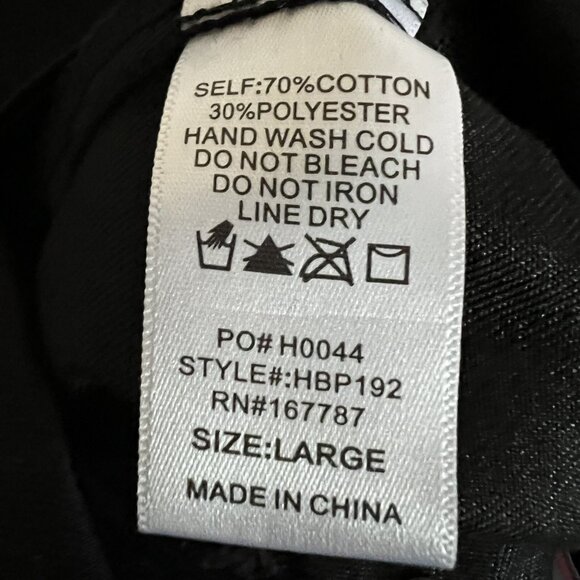 SELF:70%COTTON
30%POLYESTER
HAND WASH COLD
DO NOT BLEACH
DO NOT IRON
LINE DRY
PO# H0044
STYLE#:HBP192
RN#167787
SIZE:LARGE
MADE IN CHINA